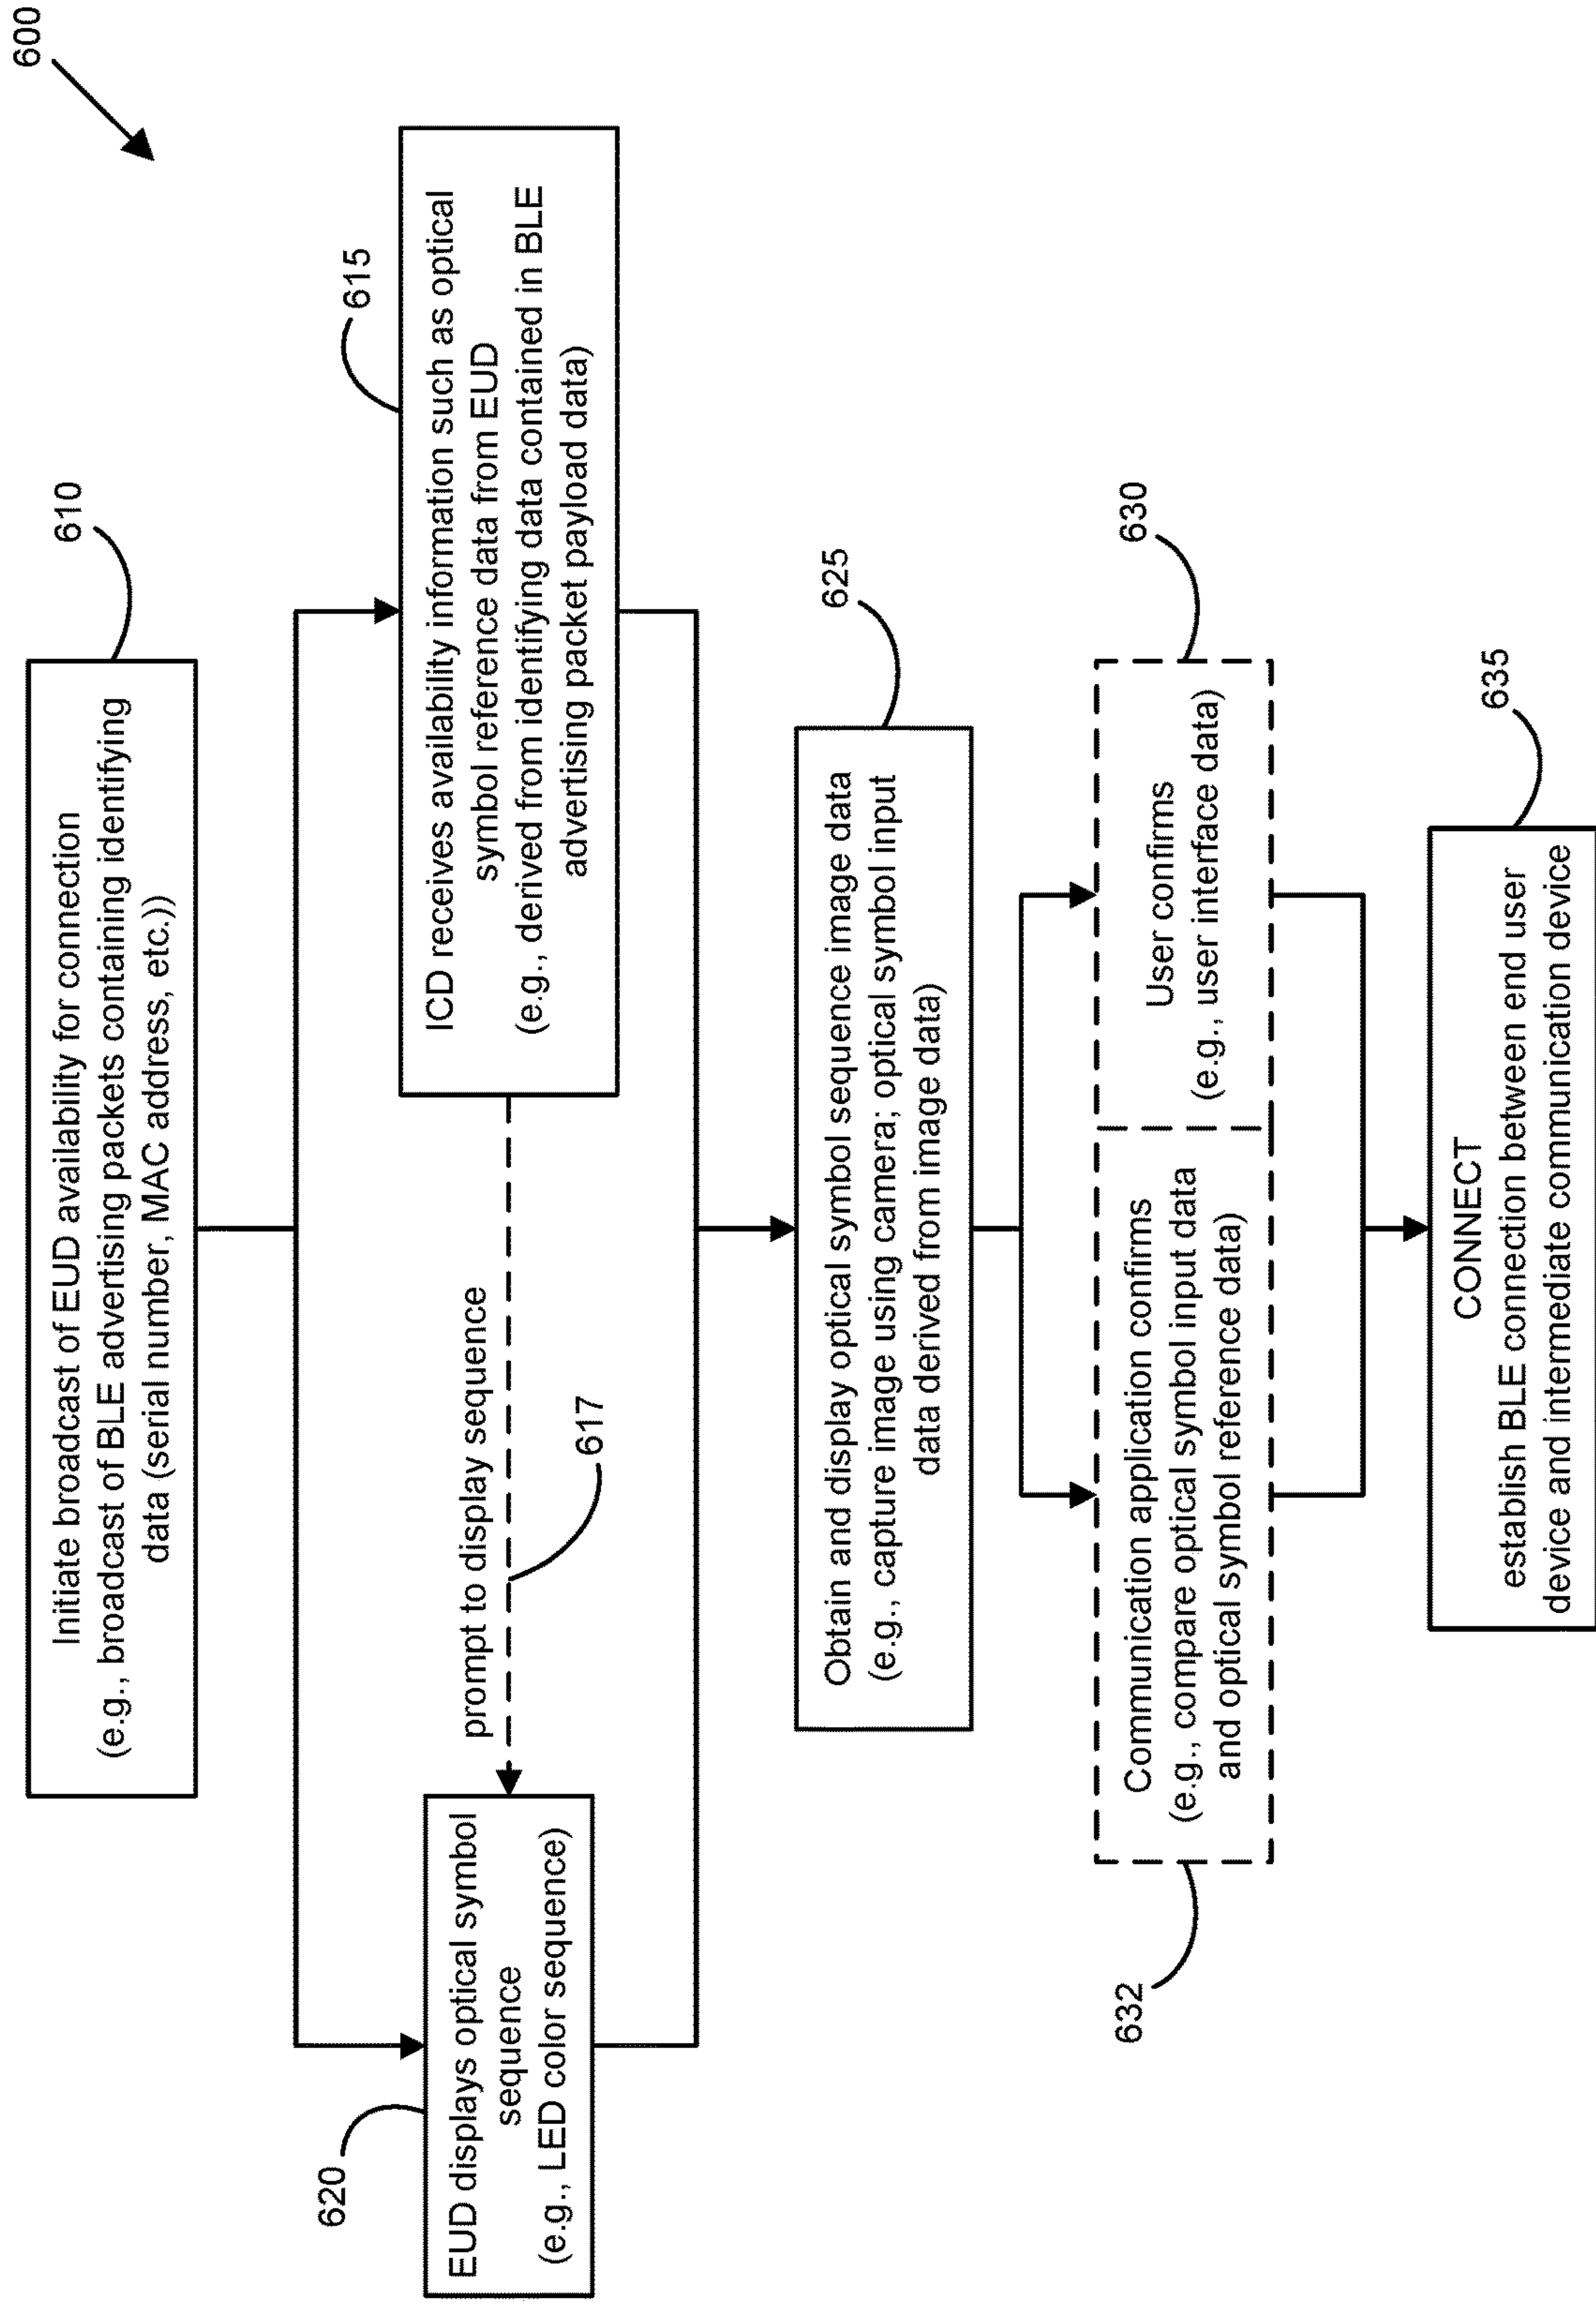 600
610
Initiate broadcast of EUD availability for connection
(e.g., broadcast of BLE advertising packets containing identifying
data (serial number, MAC address, etc.))
620
EUD displays optical symbol
sequence
(e.g., LED color sequence)
prompt to display sequence
617
615
ICD receives availability information such as optical
symbol reference data from EUD
(e.g., derived from identifying data contained in BLE
advertising packet payload data)
625
Obtain and display optical symbol sequence image data
(e.g., capture image using camera; optical symbol input
data derived from image data)
632
Communication application confirms
(e.g., compare optical symbol input data
and optical symbol reference data)
630
User confirms
(e.g., user interface data)
635
CONNECT
establish BLE connection between end user
device and intermediate communication device